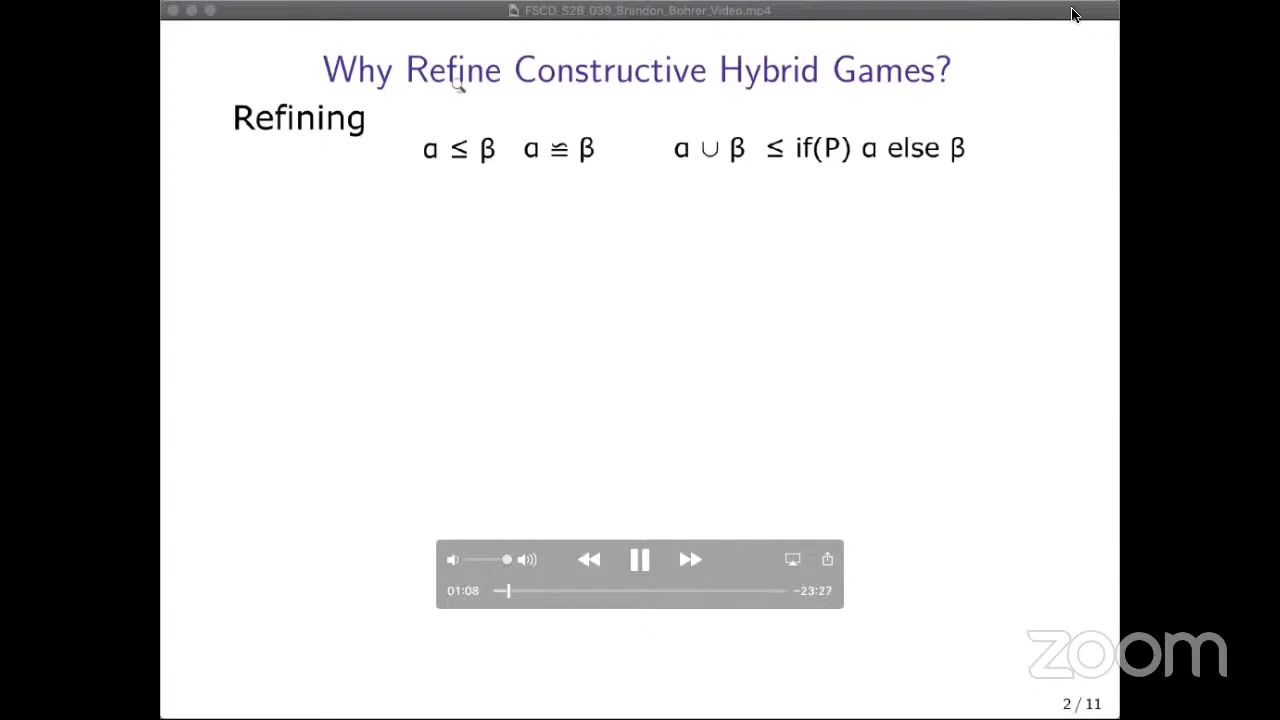 FSCD_S2B_039_Brandon_Bohrer_Video.mp4
Why Refine Constructive Hybrid Games?
Refining
α ≤ β α ≌ β α ∪ β ≤ if(P) α else β
01:08 -23:27
zoom
2 / 11